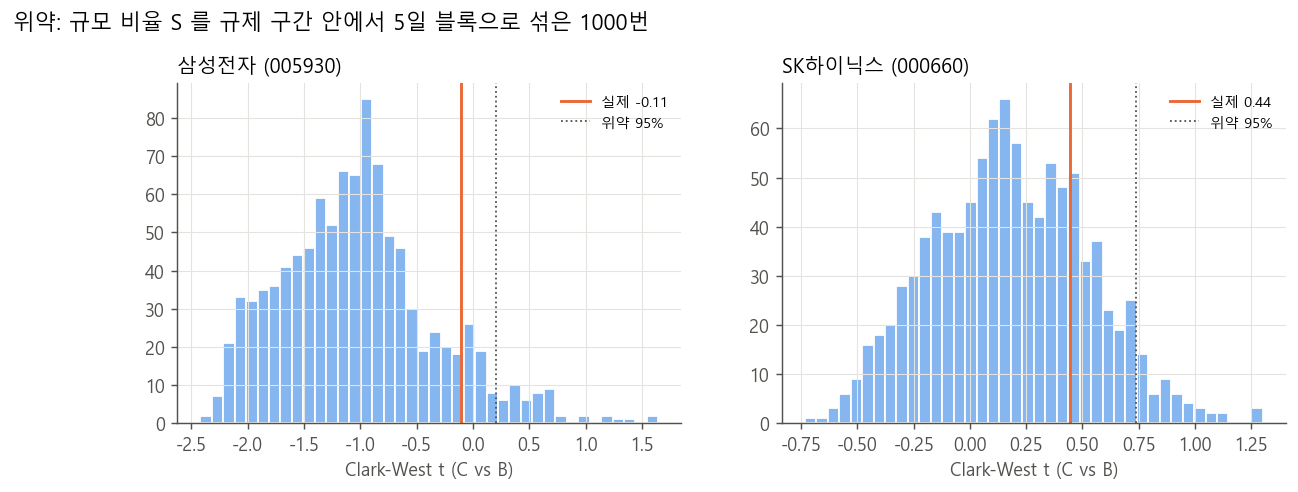 위약: 규모 비율 S 를 규제 구간 안에서 5일 블록으로 섞은 1000번
삼성전자 (005930)
실제 -0.11
위약 95%
80
70
60
50
40
30
20
10
0
-2.5 -2.0 -1.5 -1.0 -0.5 0.0 0.5 1.0 1.5
Clark-West t (C vs B)
SK하이닉스 (000660)
실제 0.44
위약 95%
60
50
40
30
20
10
0
-0.75 -0.50 -0.25 0.00 0.25 0.50 0.75 1.00 1.25
Clark-West t (C vs B)